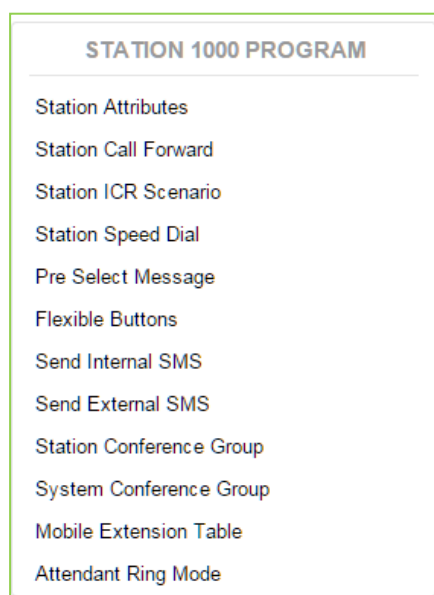 STATION 1000 PROGRAM
Station Attributes
Station Call Forward
Station ICR Scenario
Station Speed Dial
Pre Select Message
Flexible Buttons
Send Internal SMS
Send External SMS
Station Conference Group
System Conference Group
Mobile Extension Table
Attendant Ring Mode